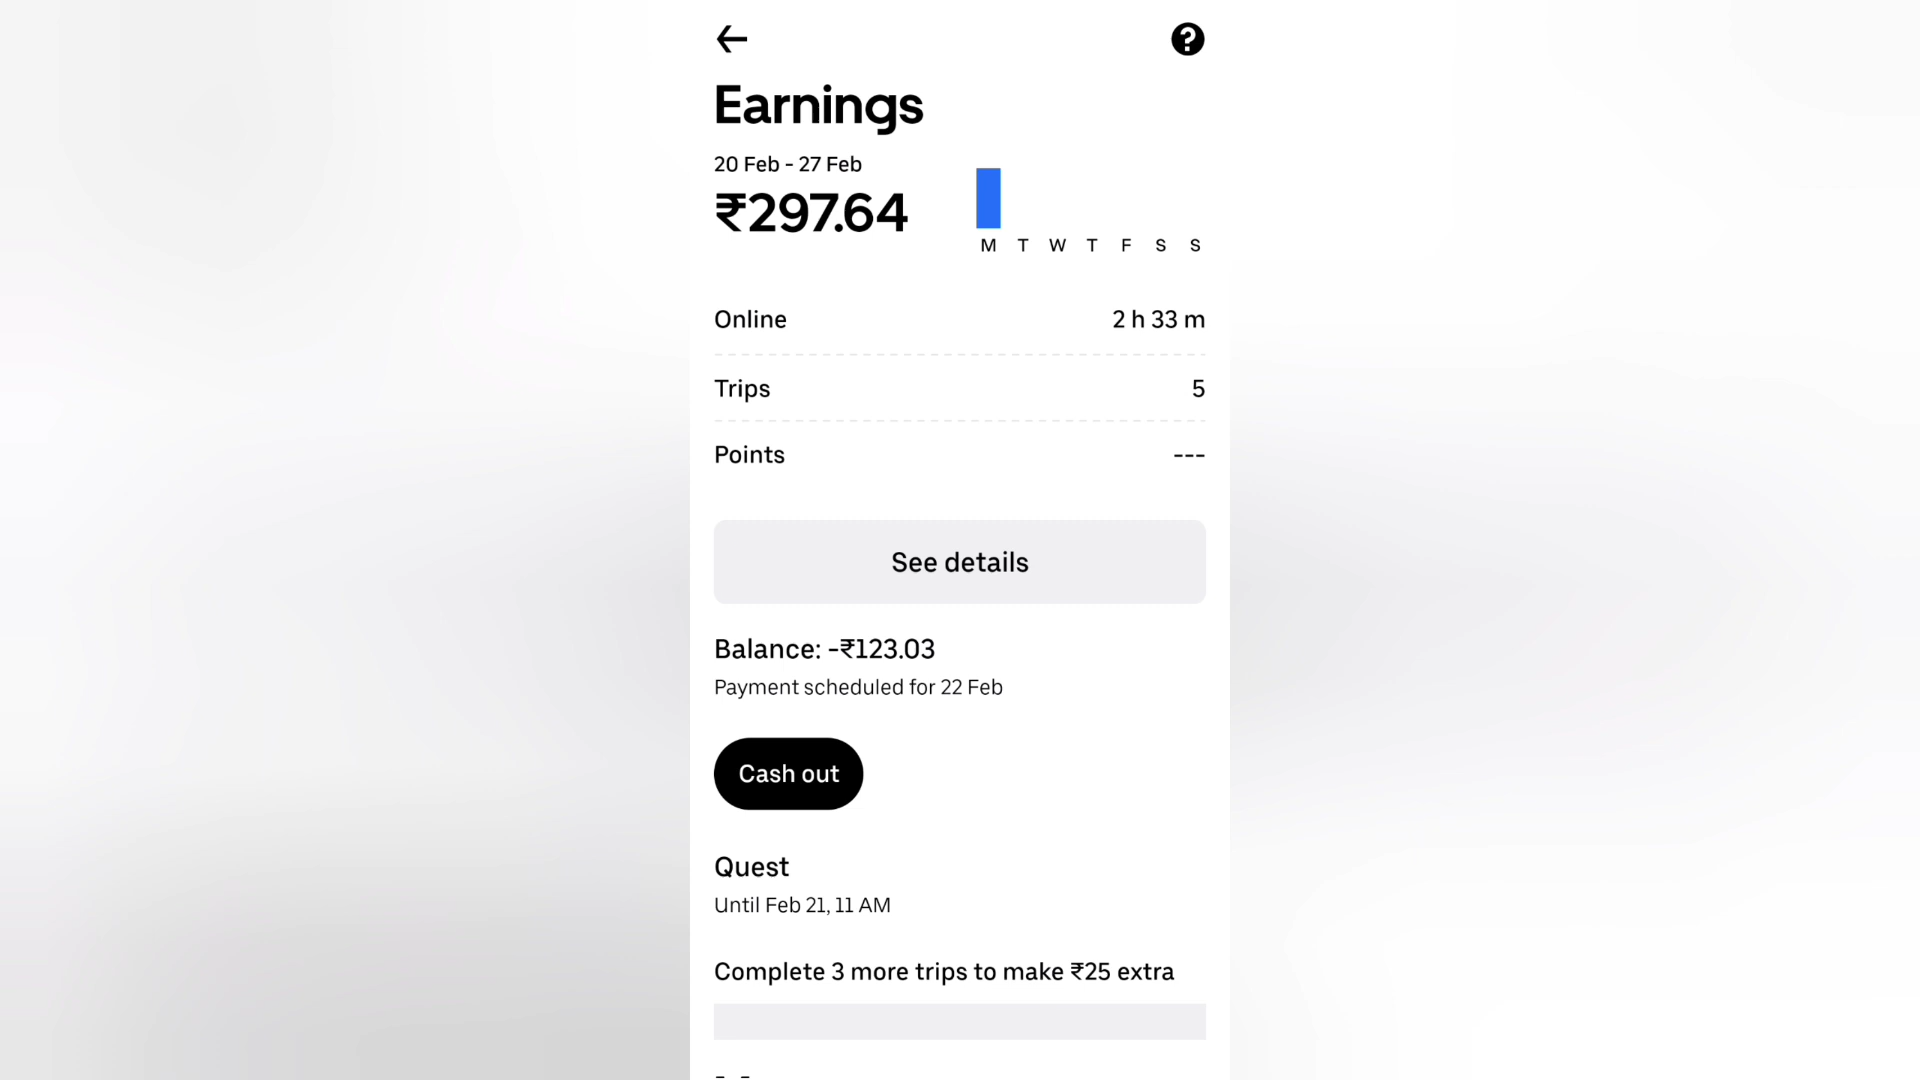 Earnings
20 Feb - 27 Feb
₹297.64
M T W T F S S
Online 2 h 33 m
Trips 5
Points ---
See details
Balance: -₹123.03
Payment scheduled for 22 Feb
Cash out
Quest
Until Feb 21, 11 AM
Complete 3 more trips to make ₹25 extra